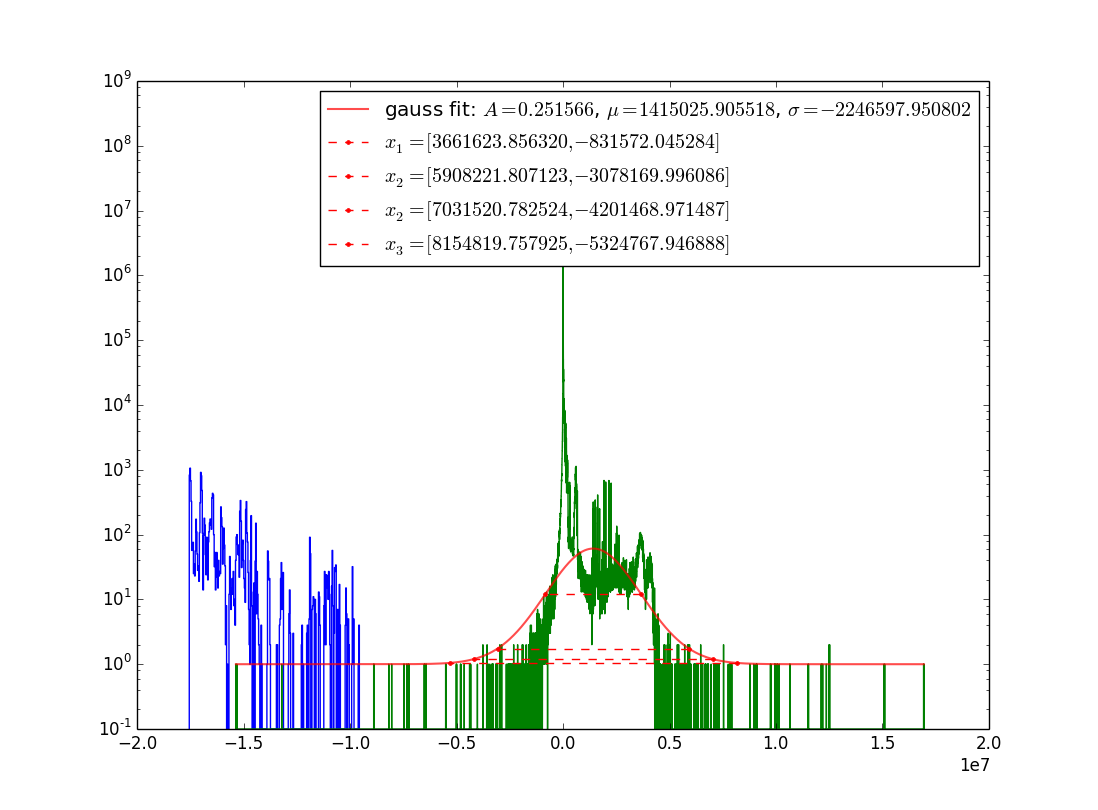 10⁹
gauss fit: A=0.251566, μ=1415025.905518, σ=−2246597.950802
10⁸
x₁ =[3661623.856320,−831572.045284]
x₂ =[5908221.807123,−3078169.996086]
10⁷
x₂ =[7031520.782524,−4201468.971487]
x₃ =[8154819.757925,−5324767.946888]
10⁶
10⁵
10⁴
10³
10²
10¹
10⁰
10⁻¹
−2.0 −1.5 −1.0 −0.5 0.0 0.5 1.0 1.5 2.0
1e7